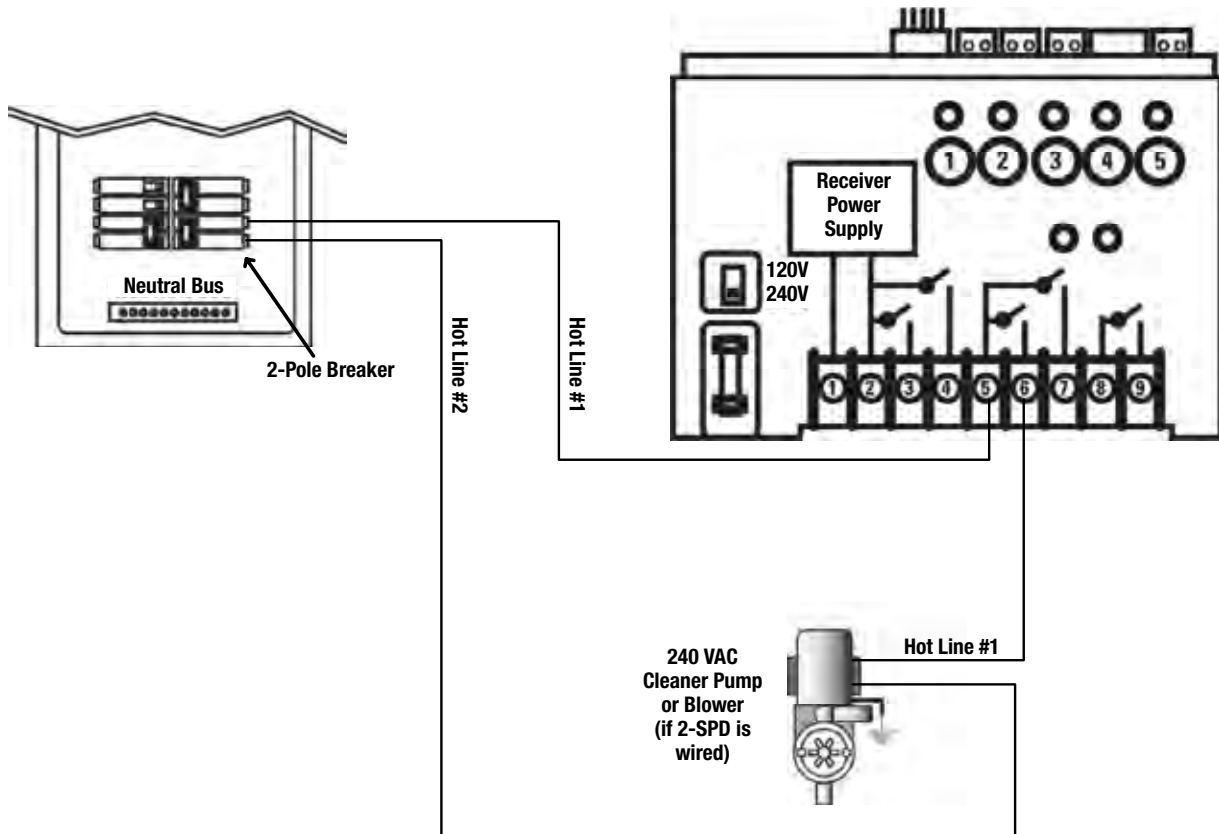 1 2 3 4 5
Receiver
Power
Supply
120V
240V
Neutral Bus
2-Pole Breaker
Hot Line #2
Hot Line #1
1 2 3 4 5 6 7 8 9
240 VAC
Cleaner Pump
or Blower
(if 2-SPD is
wired)
Hot Line #1